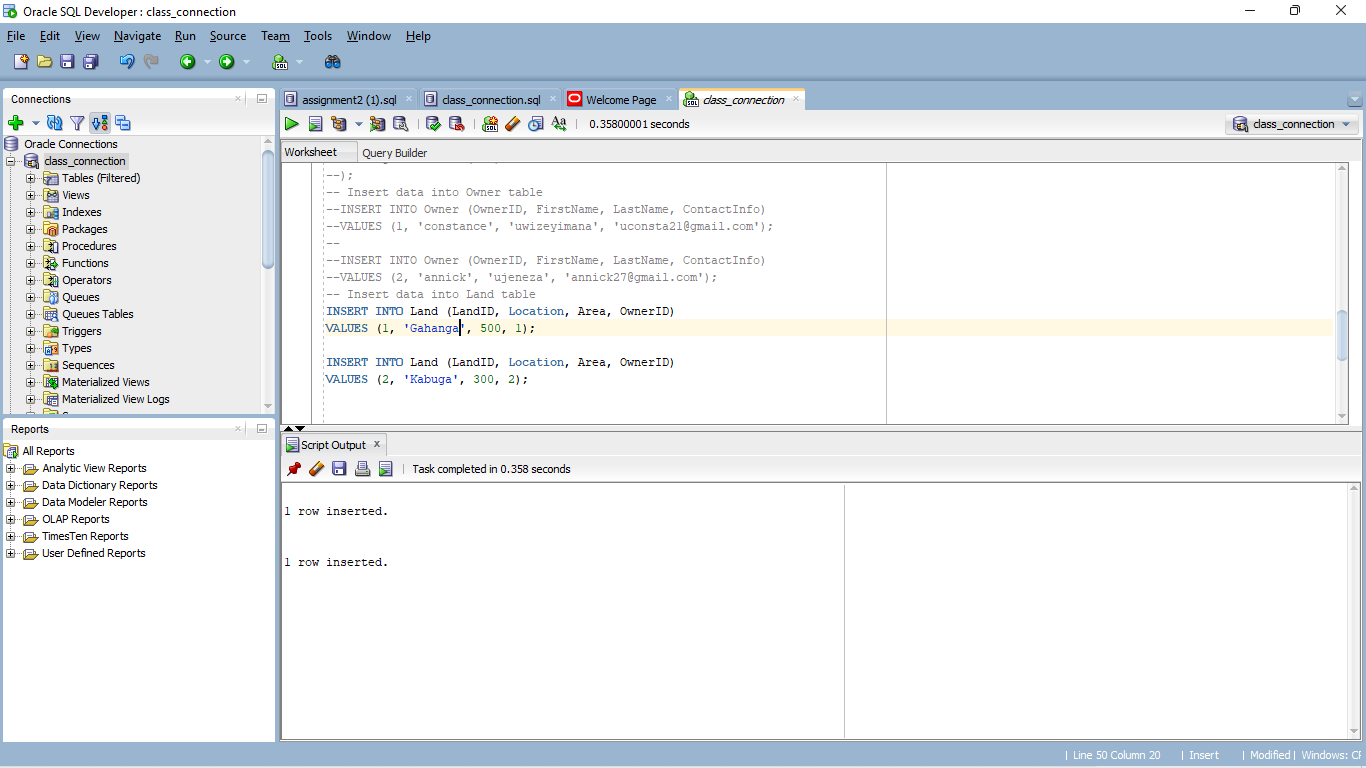 Oracle SQL Developer : class_connection
File Edit View Navigate Run Source Team Tools Window Help
Connections
Oracle Connections
class_connection
Tables (Filtered)
Views
Indexes
Packages
Procedures
Functions
Operators
Queues
Queues Tables
Triggers
Types
Sequences
Materialized Views
Materialized View Logs
Reports
All Reports
Analytic View Reports
Data Dictionary Reports
Data Modeler Reports
OLAP Reports
TimesTen Reports
User Defined Reports
assignment2 (1).sql class_connection.sql Welcome Page class_connection
0.35800001 seconds class_connection
Worksheet Query Builder
--);
-- Insert data into Owner table
--INSERT INTO Owner (OwnerID, FirstName, LastName, ContactInfo)
--VALUES (1, 'constance', 'uwizeyimana', 'uconsta21@gmail.com');
--
--INSERT INTO Owner (OwnerID, FirstName, LastName, ContactInfo)
--VALUES (2, 'annick', 'ujeneza', 'annick27@gmail.com');
-- Insert data into Land table
INSERT INTO Land (LandID, Location, Area, OwnerID)
VALUES (1, 'Gahanga', 500, 1);
INSERT INTO Land (LandID, Location, Area, OwnerID)
VALUES (2, 'Kabuga', 300, 2);
Script Output
Task completed in 0.358 seconds
1 row inserted.
1 row inserted.
Line 50 Column 20 Insert Modified Windows: